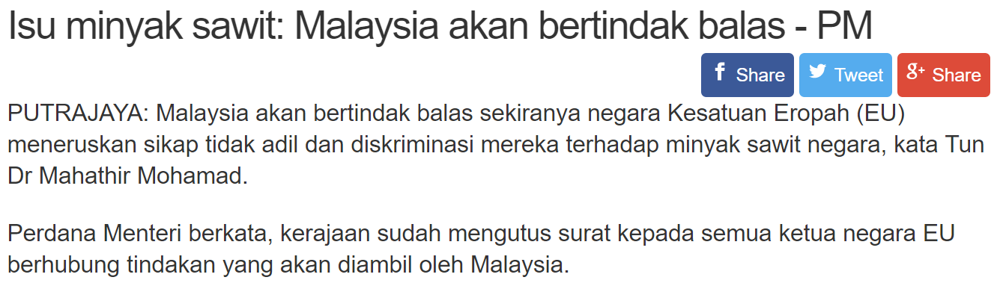 Isu minyak sawit: Malaysia akan bertindak balas - PM
Share Tweet Share
PUTRAJAYA: Malaysia akan bertindak balas sekiranya negara Kesatuan Eropah (EU)
meneruskan sikap tidak adil dan diskriminasi mereka terhadap minyak sawit negara, kata Tun
Dr Mahathir Mohamad.
Perdana Menteri berkata, kerajaan sudah mengutus surat kepada semua ketua negara EU
berhubung tindakan yang akan diambil oleh Malaysia.